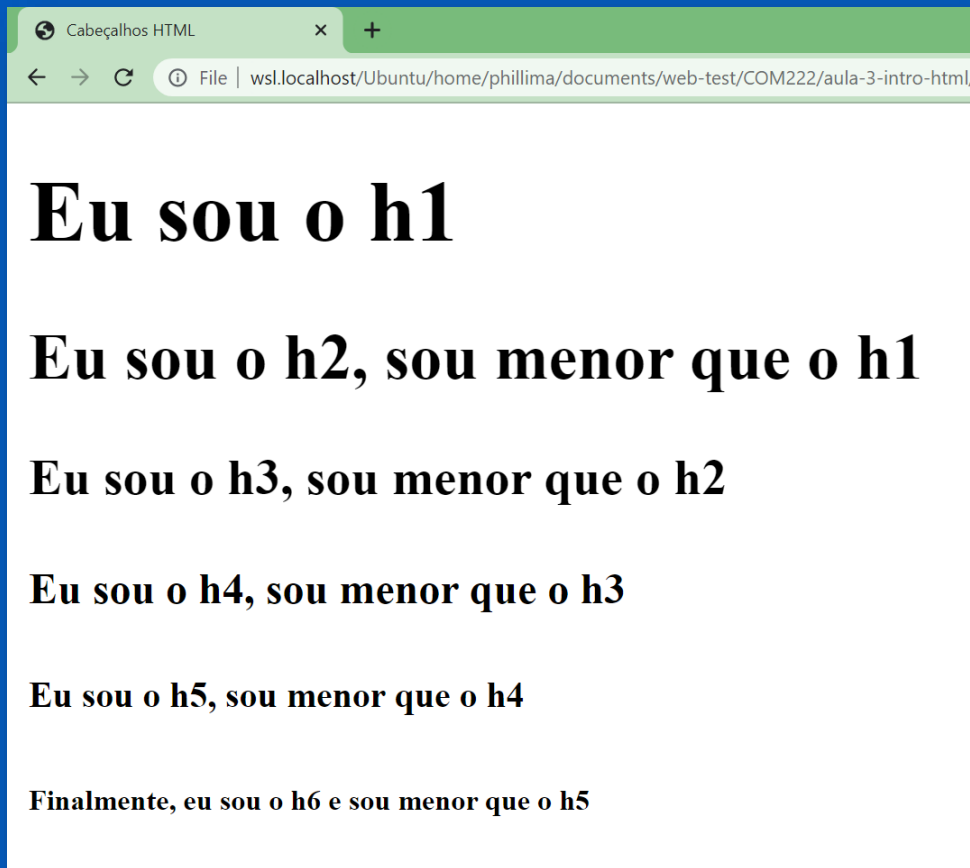 Cabeçalhos HTML
File wsl.localhost/Ubuntu/home/phillima/documents/web-test/COM222/aula-3-intro-html/
Eu sou o h1
Eu sou o h2, sou menor que o h1
Eu sou o h3, sou menor que o h2
Eu sou o h4, sou menor que o h3
Eu sou o h5, sou menor que o h4
Finalmente, eu sou o h6 e sou menor que o h5